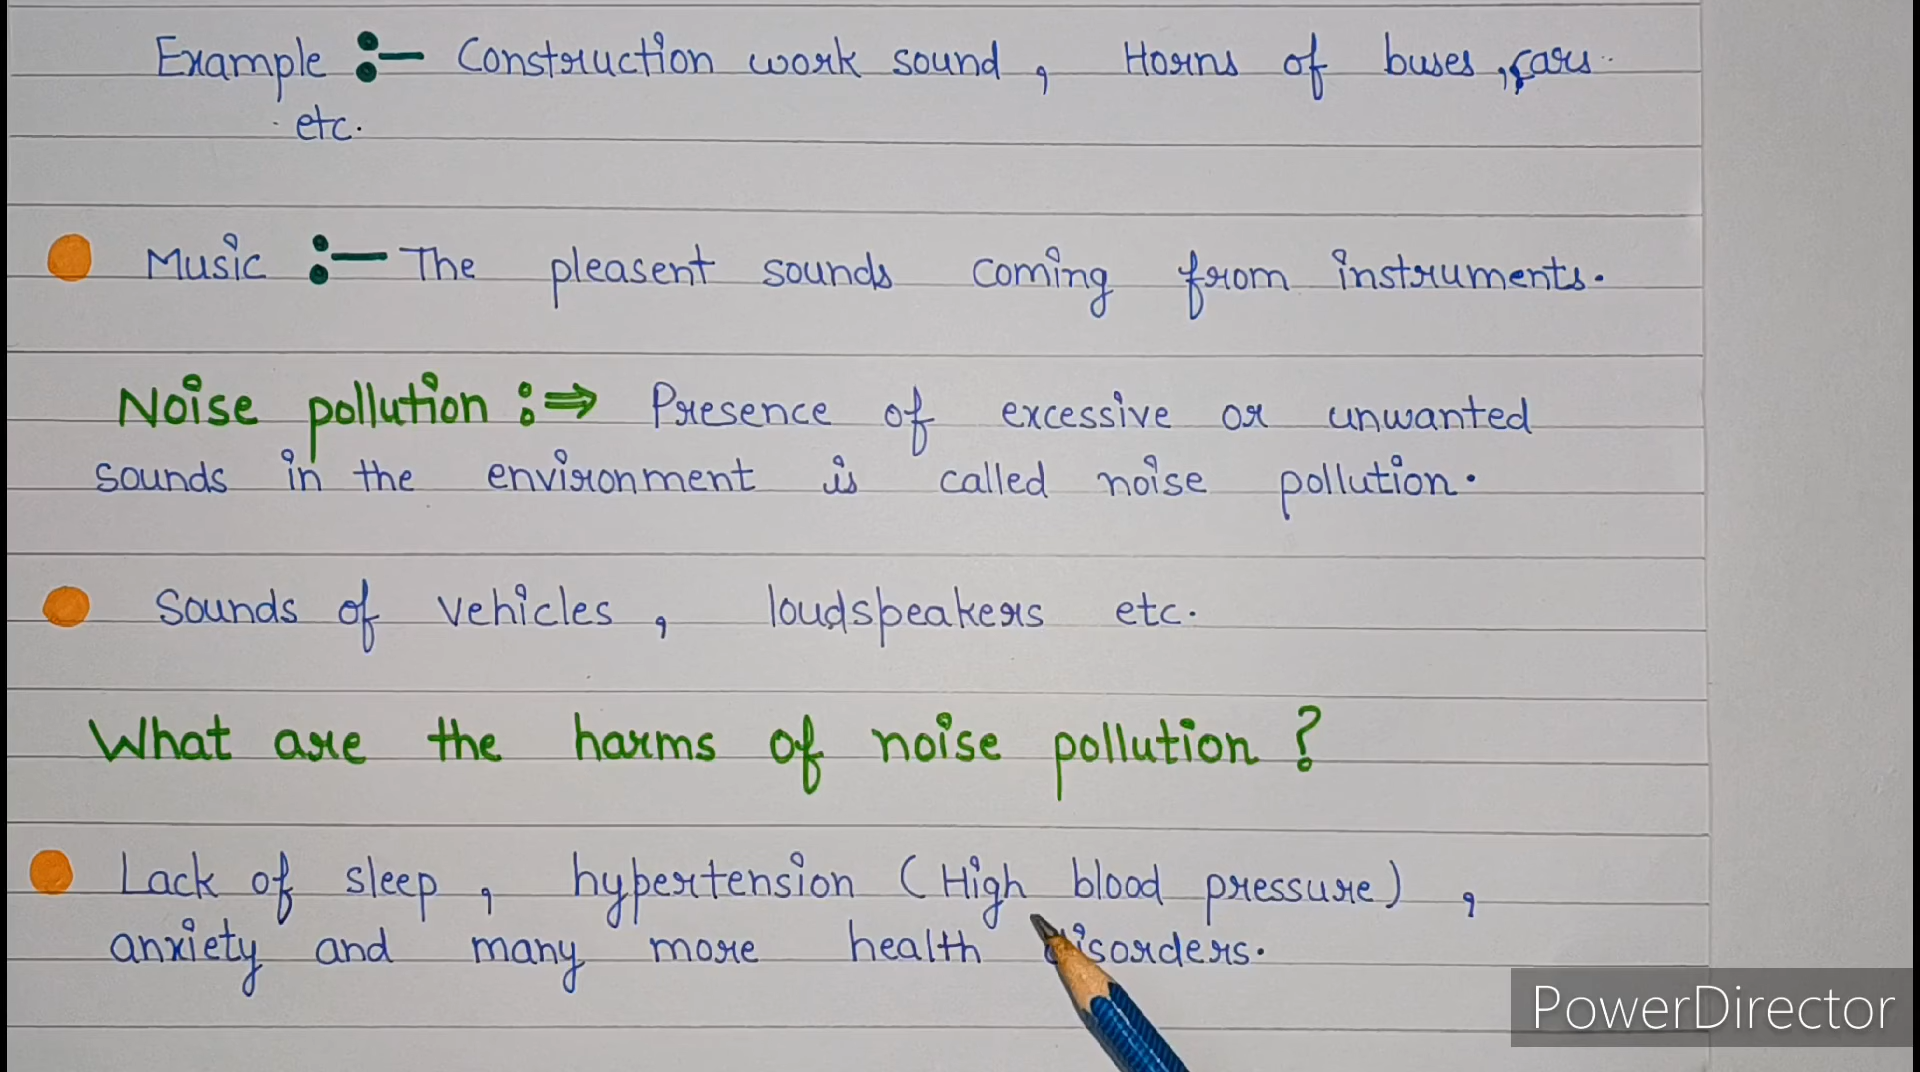 Example :- Construction work sound, Horns of buses, cars
etc.
Music :- The pleasent sounds coming from instruments.
Noise pollution :⇒ Presence of excessive or unwanted
sounds in the environment is called noise pollution.
Sounds of vehicles, loudspeakers etc.
What are the harms of noise pollution?
Lack of sleep, hypertension (High blood pressure),
anxiety and many more health disorders.
PowerDirector